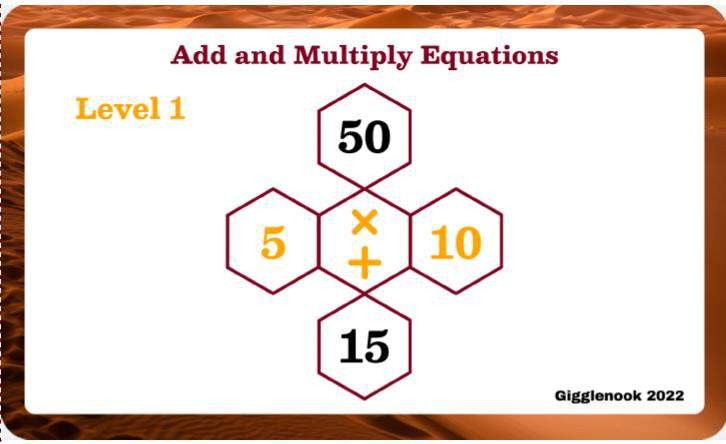 Add and Multiply Equations
Level 1
50
5 × 10
+
15
Gigglenook 2022